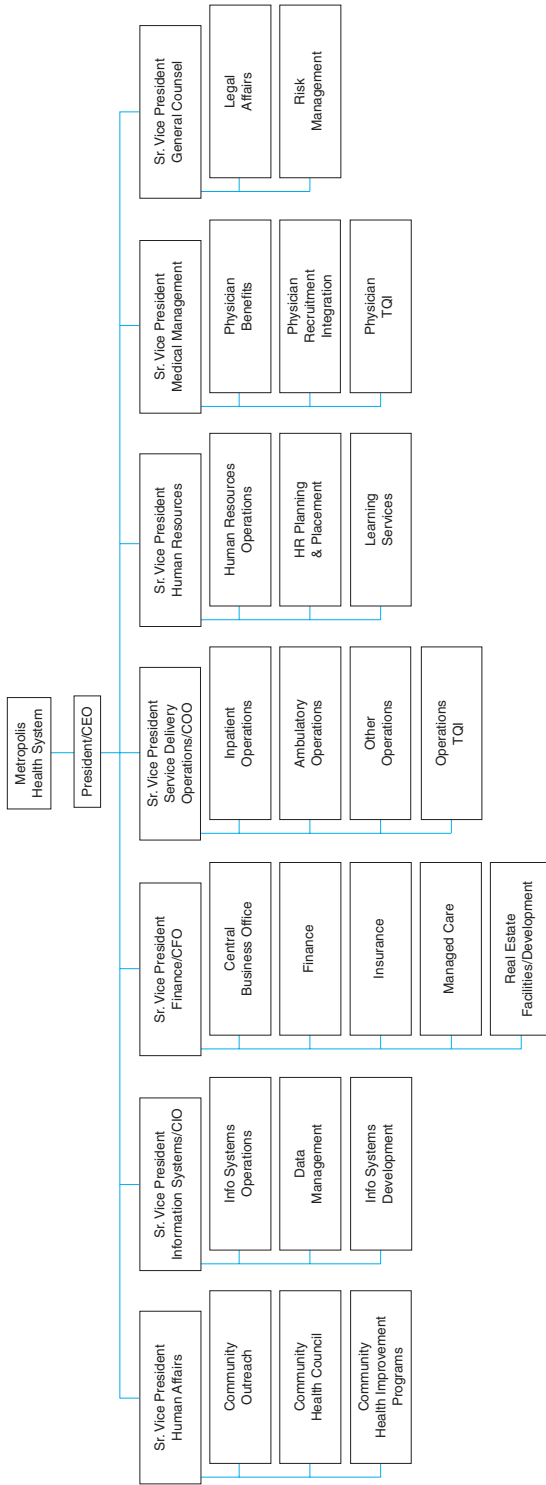 Metropolis
Health System
President/CEO
Sr. Vice President
Human Affairs
Community
Outreach
Community
Health Council
Community
Health Improvement
Programs
Sr. Vice President
Information Systems/CIO
Info Systems
Operations
Data
Management
Info Systems
Development
Sr. Vice President
Finance/CFO
Central
Business Office
Finance
Insurance
Managed Care
Real Estate
Facilities/Development
Sr. Vice President
Service Delivery
Operations/COO
Inpatient
Operations
Ambulatory
Operations
Other
Operations
Operations
TQI
Sr. Vice President
Human Resources
Human Resources
Operations
HR Planning
& Placement
Learning
Services
Sr. Vice President
Medical Management
Physician
Benefits
Physician
Recruitment
Integration
Physician
TQI
Sr. Vice President
General Counsel
Legal
Affairs
Risk
Management